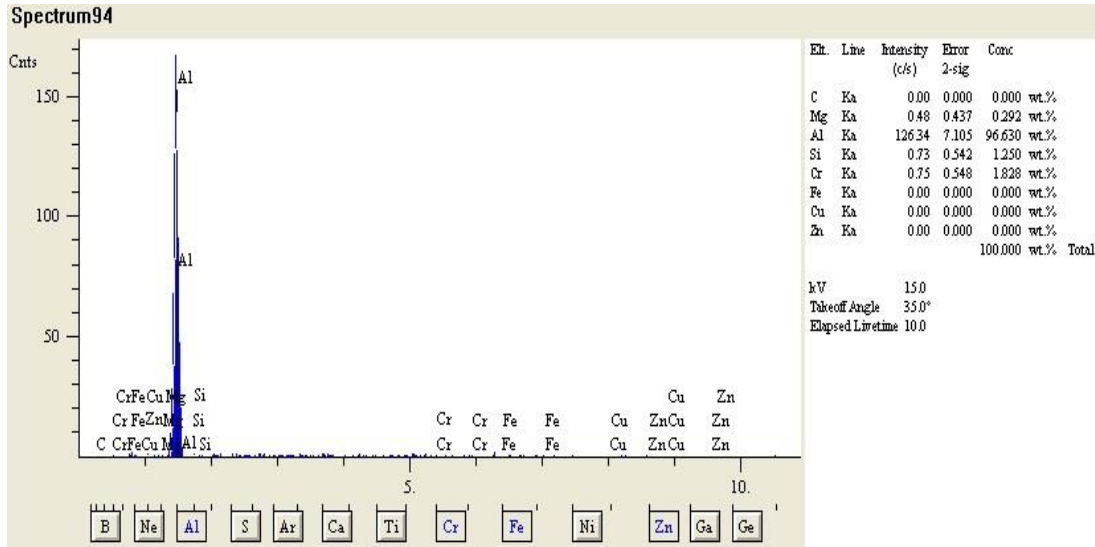 Spectrum94
Cnts
150
100
50
Al
Al
CrFeCu Mg Si
Cr FeZnMg Si
C CrFeCu Mg Al Si
Cu Zn
Cr Cr Fe Fe Cu ZnCu Zn
Cr Cr Fe Fe Cu ZnCu Zn
5. 10.
B Ne Al S Ar Ca Ti Cr Fe Ni Zn Ga Ge
Elt. Line Intensity Error Conc
(c/s) 2-sig
C Ka 0.00 0.000 0.000 wt.%
Mg Ka 0.48 0.437 0.292 wt.%
Al Ka 126.34 7.105 96.630 wt.%
Si Ka 0.73 0.542 1.250 wt.%
Cr Ka 0.75 0.548 1.828 wt.%
Fe Ka 0.00 0.000 0.000 wt.%
Cu Ka 0.00 0.000 0.000 wt.%
Zn Ka 0.00 0.000 0.000 wt.%
100.000 wt.% Total
kV 15.0
Takeoff Angle 35.0°
Elapsed Livetime 10.0